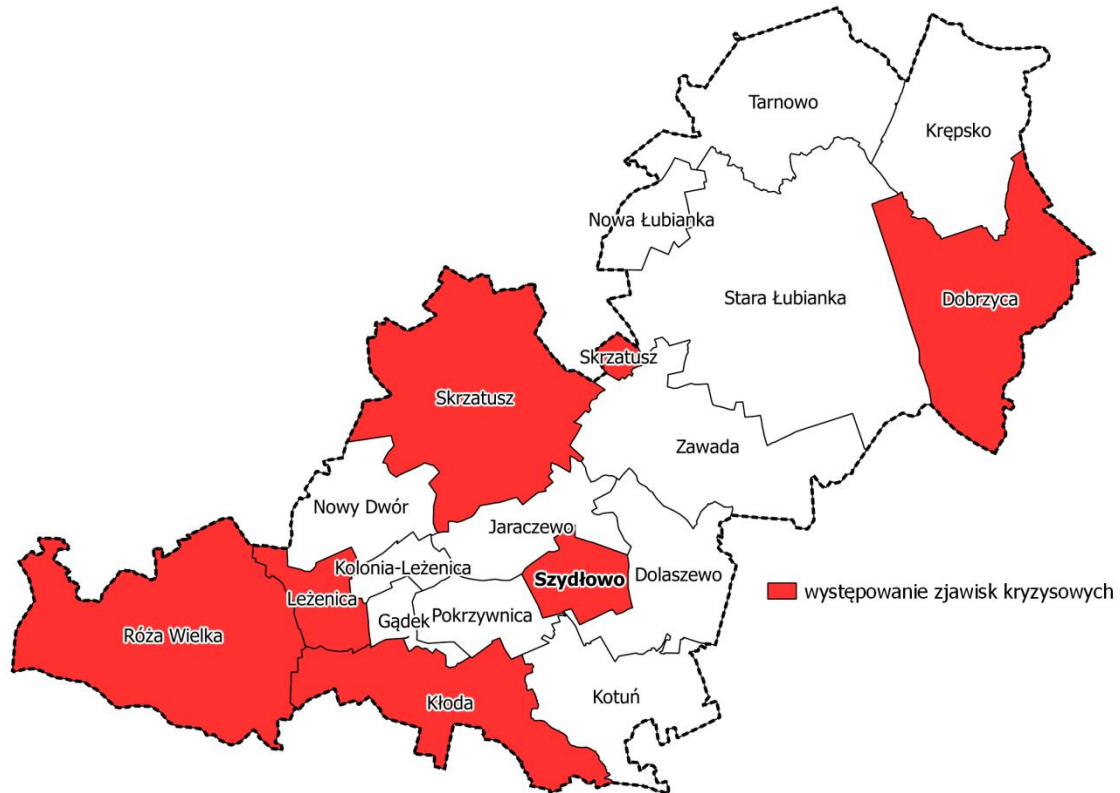 Tarnowo
Krępsko
Nowa Łubianka
Stara Łubianka
Dobrzyca
Skrzatusz
Skrzatusz
Zawada
Nowy Dwór
Jaraczewo
Kolonia-Leżenica
Szydłowo
Dolaszewo
Leżenica
występowanie zjawisk kryzysowych
Gądek
Pokrzywnica
Róża Wielka
Kłoda
Kotuń